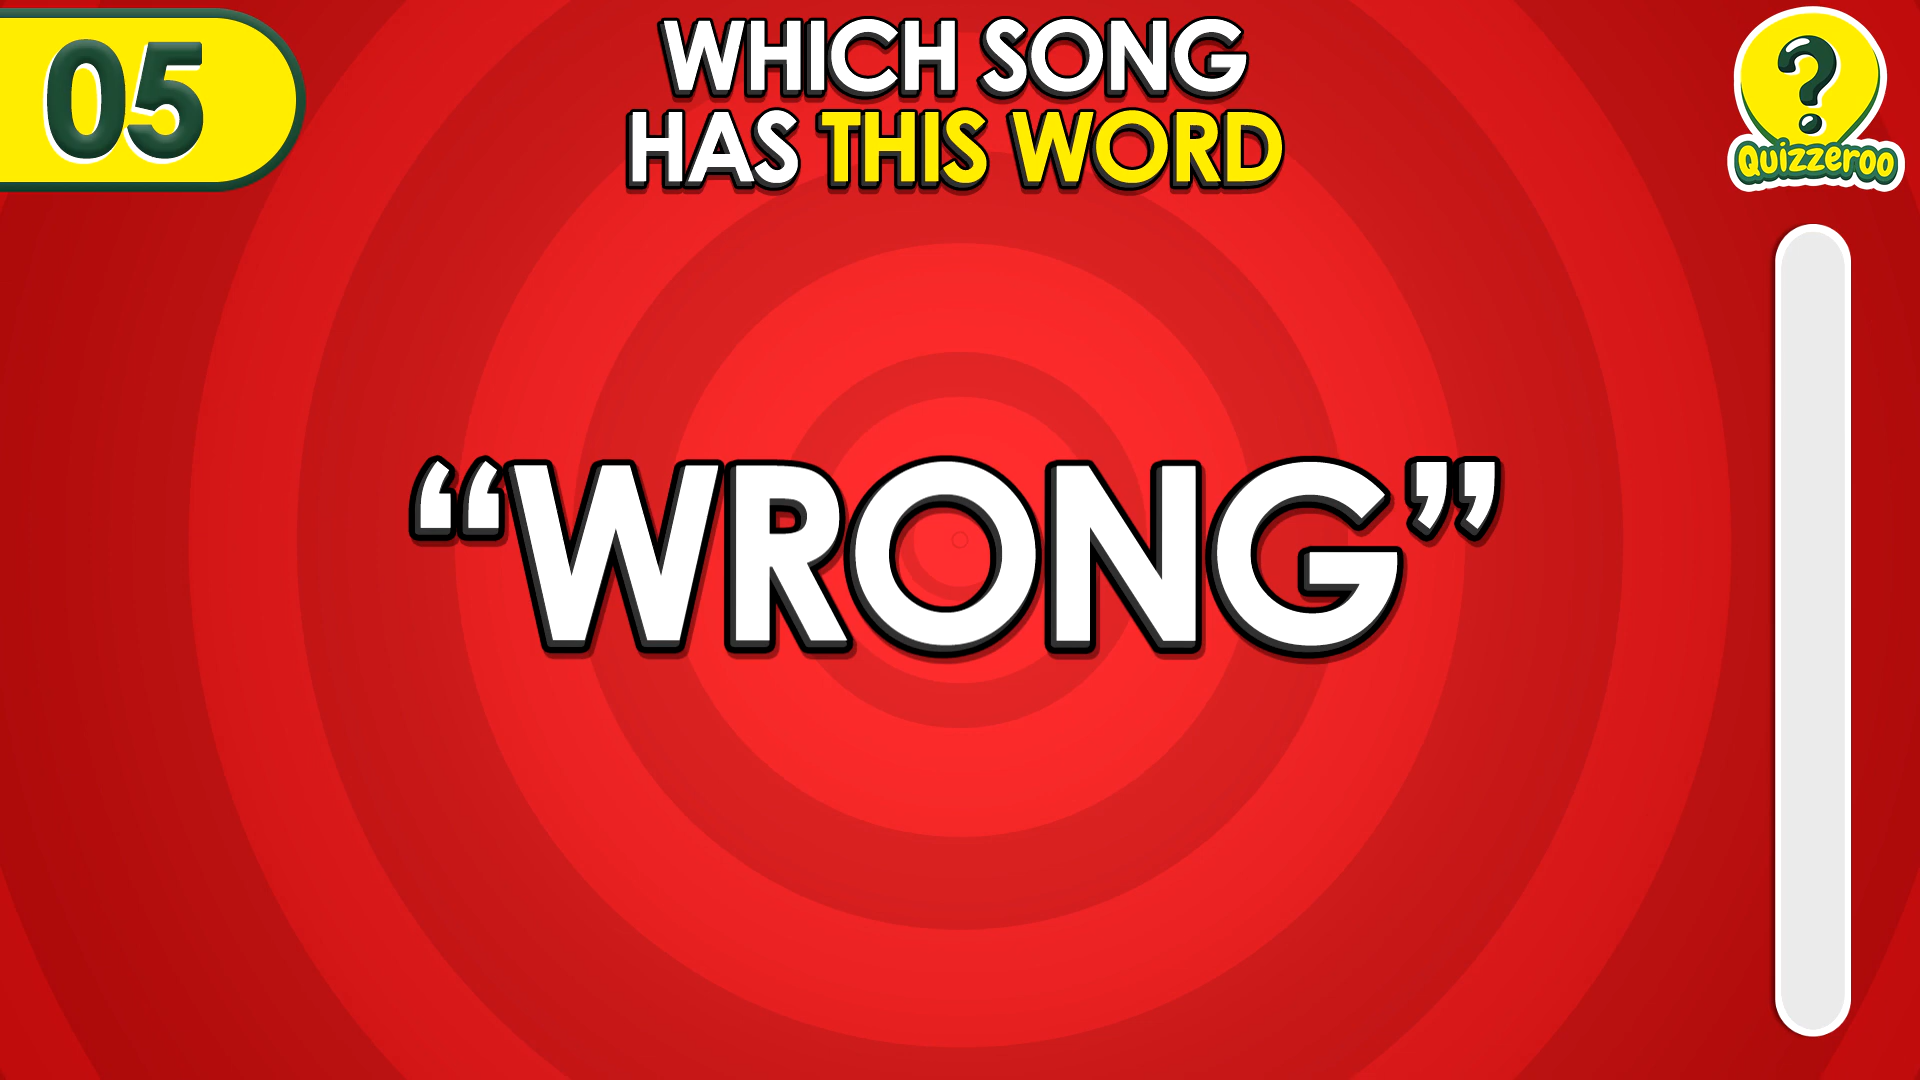 05
WHICH SONG
HAS THIS WORD
?
Quizzeroo
“WRONG”